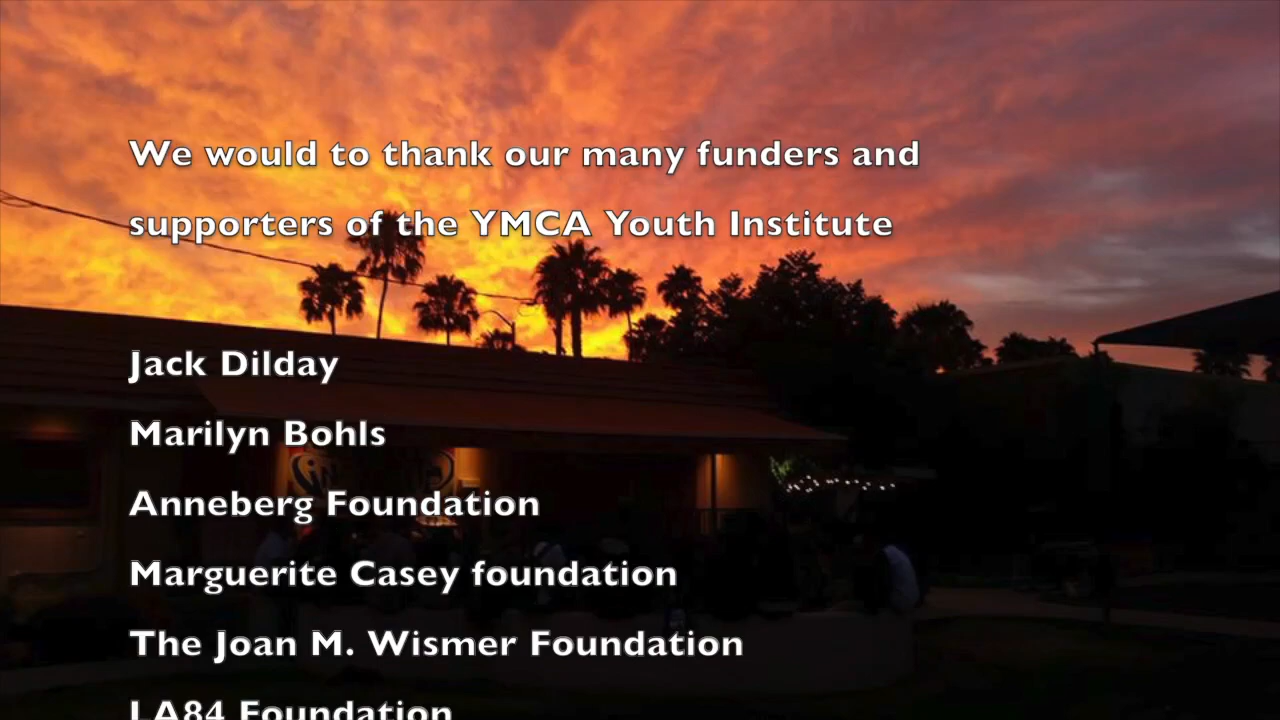 We would to thank our many funders and
supporters of the YMCA Youth Institute
Jack Dilday
Marilyn Bohls
Anneberg Foundation
Marguerite Casey foundation
The Joan M. Wismer Foundation
LA84 Foundation